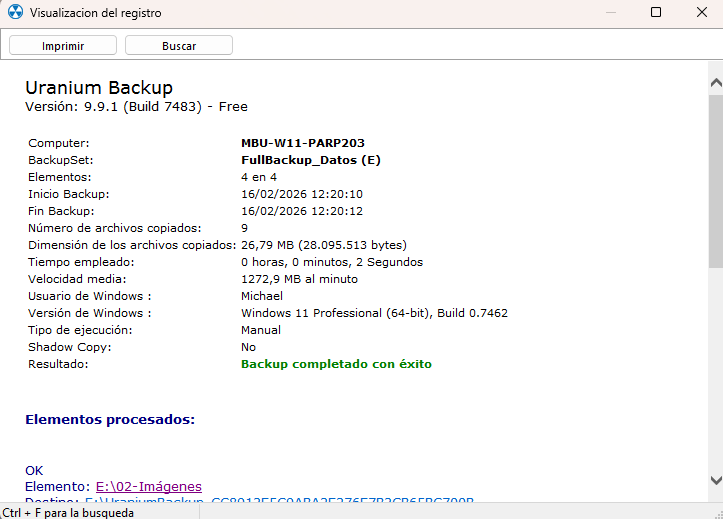 Visualizacion del registro
Imprimir
Buscar
Uranium Backup
Versión: 9.9.1 (Build 7483) - Free
Computer: MBU-W11-PARP203
BackupSet: FullBackup_Datos (E)
Elementos: 4 en 4
Inicio Backup: 16/02/2026 12:20:10
Fin Backup: 16/02/2026 12:20:12
Número de archivos copiados: 9
Dimensión de los archivos copiados: 26,79 MB (28.095.513 bytes)
Tiempo empleado: 0 horas, 0 minutos, 2 Segundos
Velocidad media: 1272,9 MB al minuto
Usuario de Windows : Michael
Versión de Windows : Windows 11 Professional (64-bit), Build 0.7462
Tipo de ejecución: Manual
Shadow Copy: No
Resultado: Backup completado con éxito
Elementos procesados:
OK
Elemento: E:\02-Imágenes
Destino:
Ctrl + F para la busqueda